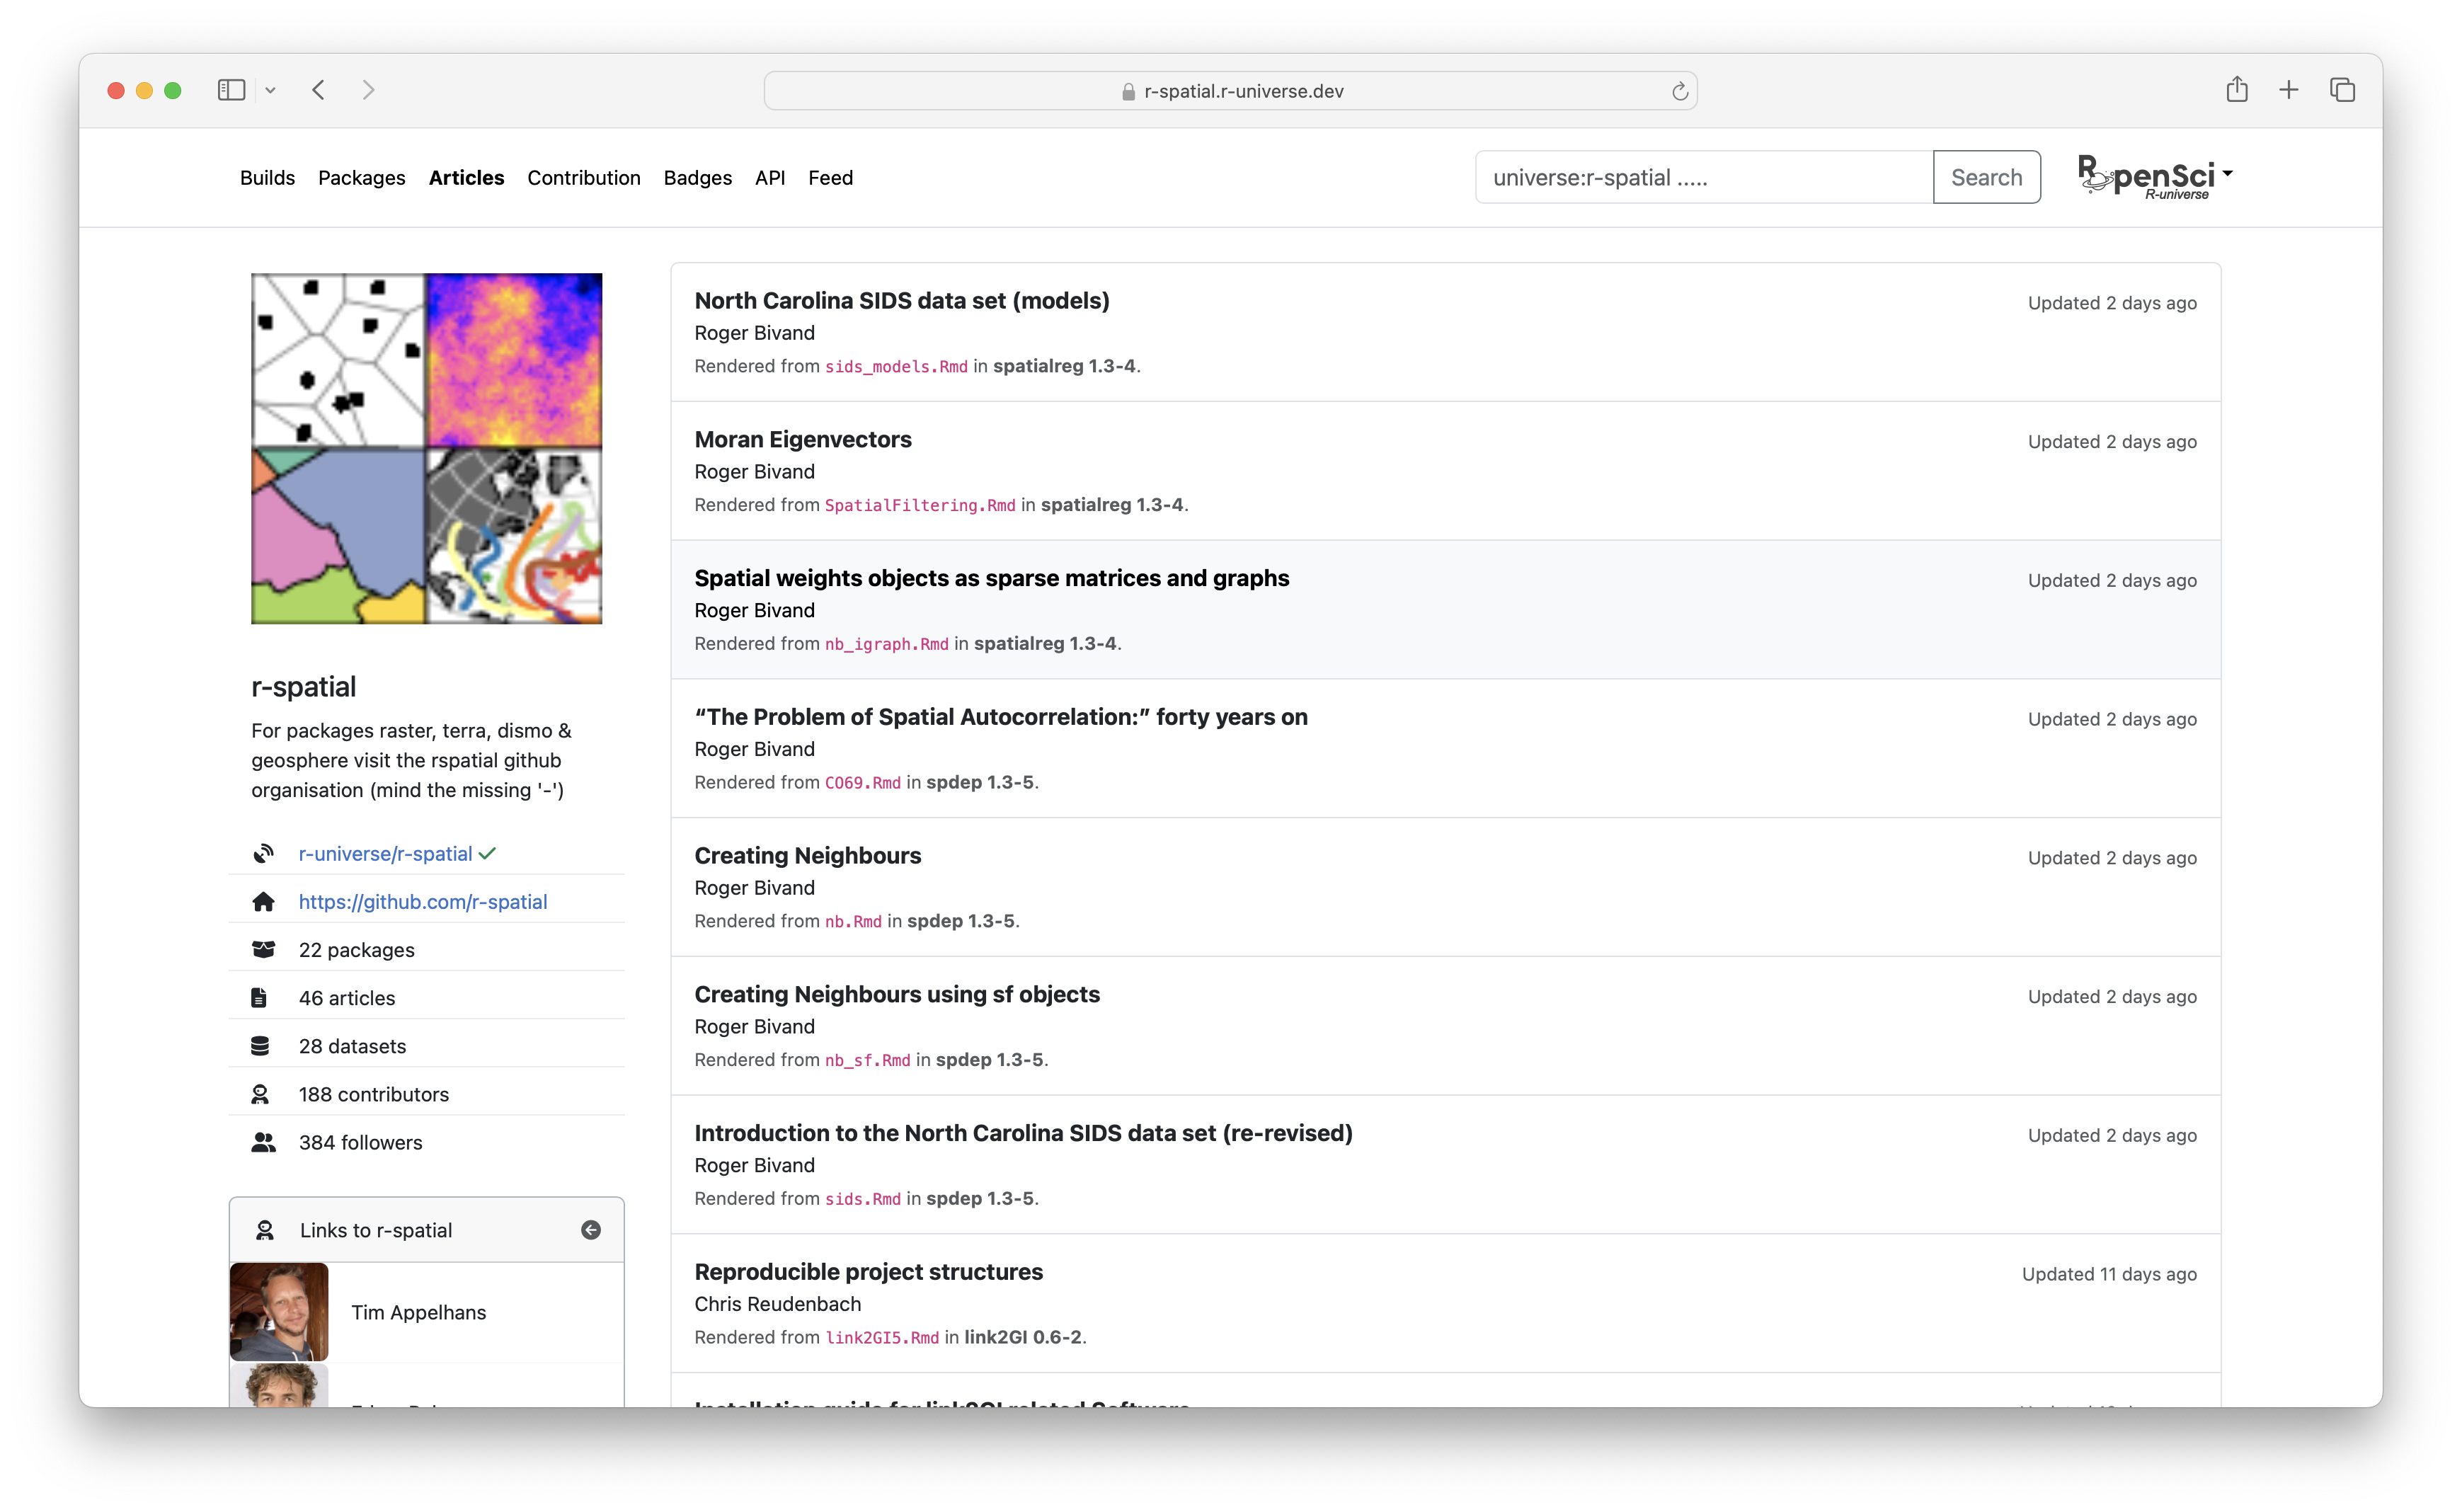 r-spatial.r-universe.dev
Builds Packages Articles Contribution Badges API Feed
universe:r-spatial .....
Search
ROpenSci
R-universe
r-spatial
For packages raster, terra, dismo &
geosphere visit the rspatial github
organisation (mind the missing '-')
r-universe/r-spatial
https://github.com/r-spatial
22 packages
46 articles
28 datasets
188 contributors
384 followers
Links to r-spatial
Tim Appelhans
North Carolina SIDS data set (models)
Updated 2 days ago
Roger Bivand
Rendered from sids_models.Rmd in spatialreg 1.3-4.
Moran Eigenvectors
Updated 2 days ago
Roger Bivand
Rendered from SpatialFiltering.Rmd in spatialreg 1.3-4.
Spatial weights objects as sparse matrices and graphs
Updated 2 days ago
Roger Bivand
Rendered from nb_igraph.Rmd in spatialreg 1.3-4.
“The Problem of Spatial Autocorrelation:” forty years on
Updated 2 days ago
Roger Bivand
Rendered from CO69.Rmd in spdep 1.3-5.
Creating Neighbours
Updated 2 days ago
Roger Bivand
Rendered from nb.Rmd in spdep 1.3-5.
Creating Neighbours using sf objects
Updated 2 days ago
Roger Bivand
Rendered from nb_sf.Rmd in spdep 1.3-5.
Introduction to the North Carolina SIDS data set (re-revised)
Updated 2 days ago
Roger Bivand
Rendered from sids.Rmd in spdep 1.3-5.
Reproducible project structures
Updated 11 days ago
Chris Reudenbach
Rendered from link2GI5.Rmd in link2GI 0.6-2.
Installation guide for link2GI related Software